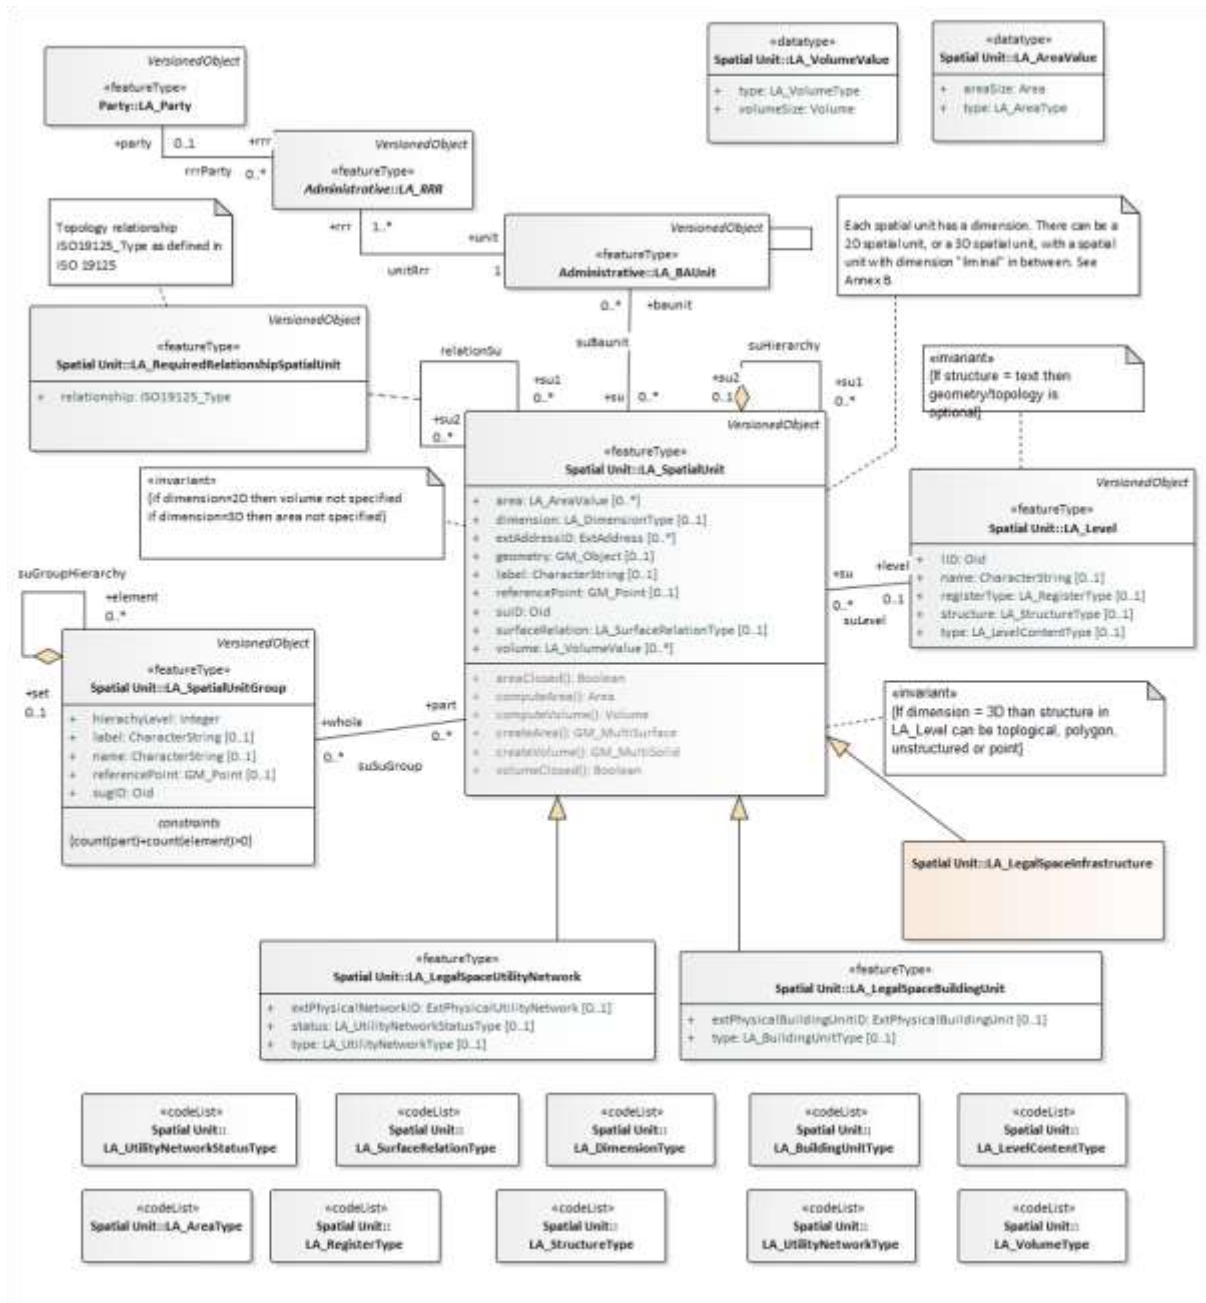 VersionedObject
«featureType»
Party::LA_Party
+party
0..1
+rrr
rrrParty
0..*
VersionedObject
«featureType»
Administrative::LA_RRR
+rrr
1..*
+unit
unitRrr
1
VersionedObject
«featureType»
Administrative::LA_BAUnit
0..*
+baunit
suBaunit
+su
0..*
«datatype»
Spatial Unit::LA_VolumeValue
+ type: LA_VolumeType
+ volumeSize: Volume
«datatype»
Spatial Unit::LA_AreaValue
+ areaSize: Area
+ type: LA_AreaType
Topology relationship
ISO19125_Type as defined in
ISO 19125
Each spatial unit has a dimension. There can be a
2D spatial unit, or a 3D spatial unit, with a spatial
unit with dimension "liminal" in between. See
Annex B
VersionedObject
«featureType»
Spatial Unit::LA_RequiredRelationshipSpatialUnit
+ relationship: ISO19125_Type
relationSu
+su1
0..*
+su2
0..*
suHierarchy
+su2
0..1
+su1
0..*
«invariant»
{If structure = text then
geometry/topology is
optional}
«invariant»
{if dimension=2D then volume not specified
if dimension=3D then area not specified}
VersionedObject
«featureType»
Spatial Unit::LA_SpatialUnit
+ area: LA_AreaValue [0..*]
+ dimension: LA_DimensionType [0..1]
+ extAddressID: ExtAddress [0..*]
+ geometry: GM_Object [0..1]
+ label: CharacterString [0..1]
+ referencePoint: GM_Point [0..1]
+ suID: Oid
+ surfaceRelation: LA_SurfaceRelationType [0..1]
+ volume: LA_VolumeValue [0..*]
+ areaClosed(): Boolean
+ computeArea(): Area
+ computeVolume(): Volume
+ createArea(): GM_MultiSurface
+ createVolume(): GM_MultiSolid
+ volumeClosed(): Boolean
VersionedObject
«featureType»
Spatial Unit::LA_Level
+ lID: Oid
+ name: CharacterString [0..1]
+ registerType: LA_RegisterType [0..1]
+ structure: LA_StructureType [0..1]
+ type: LA_LevelContentType [0..1]
+su
+level
0..*
0..1
suLevel
suGroupHierarchy
+element
0..*
+set
0..1
VersionedObject
«featureType»
Spatial Unit::LA_SpatialUnitGroup
+ hierachyLevel: Integer
+ label: CharacterString [0..1]
+ name: CharacterString [0..1]
+ referencePoint: GM_Point [0..1]
+ sugID: Oid
constraints
{count(part)+count(element)>0}
+whole
0..*
suSuGroup
+part
0..*
«invariant»
{If dimension = 3D than structure in
LA_Level can be toplogical, polygon,
unstructured or point}
Spatial Unit::LA_LegalSpaceInfrastructure
«featureType»
Spatial Unit::LA_LegalSpaceUtilityNetwork
+ extPhysicalNetworkID: ExtPhysicalUtilityNetwork [0..1]
+ status: LA_UtilityNetworkStatusType [0..1]
+ type: LA_UtilityNetworkType [0..1]
«featureType»
Spatial Unit::LA_LegalSpaceBuildingUnit
+ extPhysicalBuildingUnitID: ExtPhysicalBuildingUnit [0..1]
+ type: LA_BuildingUnitType [0..1]
«codeList»
Spatial Unit::
LA_UtilityNetworkStatusType
«codeList»
Spatial Unit::
LA_SurfaceRelationType
«codeList»
Spatial Unit::
LA_DimensionType
«codeList»
Spatial Unit::
LA_BuildingUnitType
«codeList»
Spatial Unit::
LA_LevelContentType
«codeList»
Spatial Unit::LA_AreaType
«codeList»
Spatial Unit::
LA_RegisterType
«codeList»
Spatial Unit::
LA_StructureType
«codeList»
Spatial Unit::
LA_UtilityNetworkType
«codeList»
Spatial Unit::
LA_VolumeType